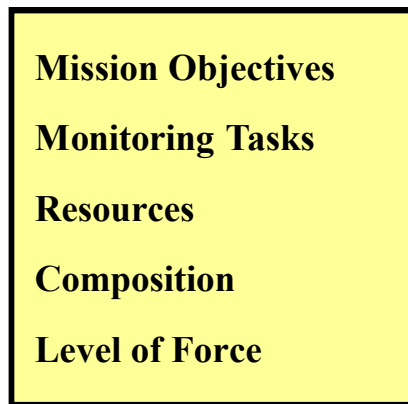 Mission Objectives
Monitoring Tasks
Resources
Composition
Level of Force